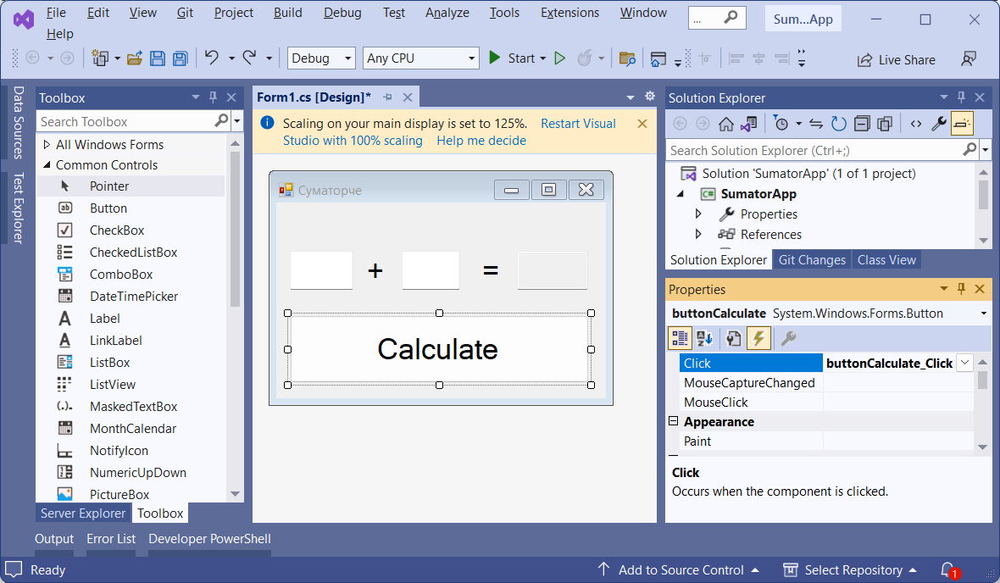 File Edit View Git Project Build Debug Test Analyze Tools Extensions Window ... Sum...App
Help
Debug Any CPU Start Live Share
Data Sources
Test Explorer
Toolbox
Search Toolbox
All Windows Forms
Common Controls
Pointer
Button
CheckBox
CheckedListBox
ComboBox
DateTimePicker
Label
LinkLabel
ListBox
ListView
MaskedTextBox
MonthCalendar
NotifyIcon
NumericUpDown
PictureBox
Server Explorer Toolbox
Form1.cs [Design]*
Scaling on your main display is set to 125%. Restart Visual
Studio with 100% scaling Help me decide
Суматорче
+ =
Calculate
Solution Explorer
Search Solution Explorer (Ctrl+;)
Solution 'SumatorApp' (1 of 1 project)
SumatorApp
Properties
References
Solution Explorer Git Changes Class View
Properties
buttonCalculate System.Windows.Forms.Button
Click buttonCalculate_Click
MouseCaptureChanged
MouseClick
Appearance
Paint
Click
Occurs when the component is clicked.
Output Error List Developer PowerShell
Ready Add to Source Control Select Repository 1